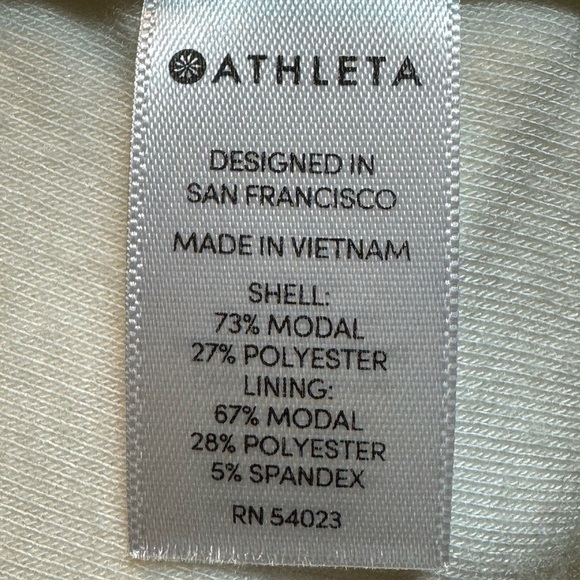 ATHLETA
DESIGNED IN
SAN FRANCISCO
MADE IN VIETNAM
SHELL:
73% MODAL
27% POLYESTER
LINING:
67% MODAL
28% POLYESTER
5% SPANDEX
RN 54023